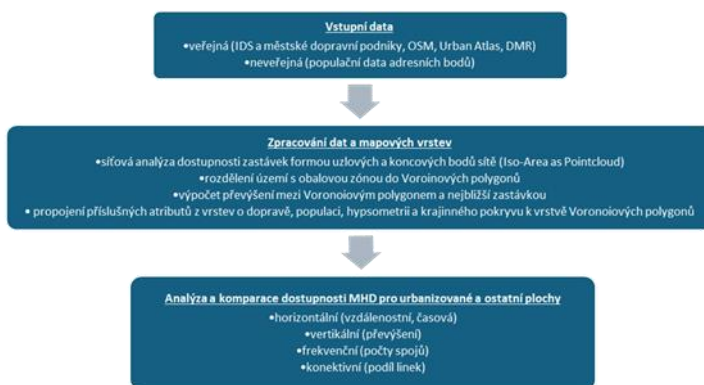 Vstupní data
•veřejná (IDS a městské dopravní podniky, OSM, Urban Atlas, DMR)
•neveřejná (populační data adresních bodů)
Zpracování dat a mapových vrstev
•síťová analýza dostupnosti zastávek formou uzlových a koncových bodů sítě (Iso-Area as Pointcloud)
•rozdělení území s obalovou zónou do Voroinových polygonů
•výpočet převýšení mezi Voronoiovým polygonem a nejbližší zastávkou
• propojení příslušných atributů z vrstev o dopravě, populaci, hypsometrii a krajinného pokryvu k vrstvě Voronoiových polygonů
Analýza a komparace dostupnosti MHD pro urbanizované a ostatní plochy
•horizontální (vzdálenostní, časová)
•vertikální (převýšení)
•frekvenční (počty spojů)
•konektivní (podíl linek)